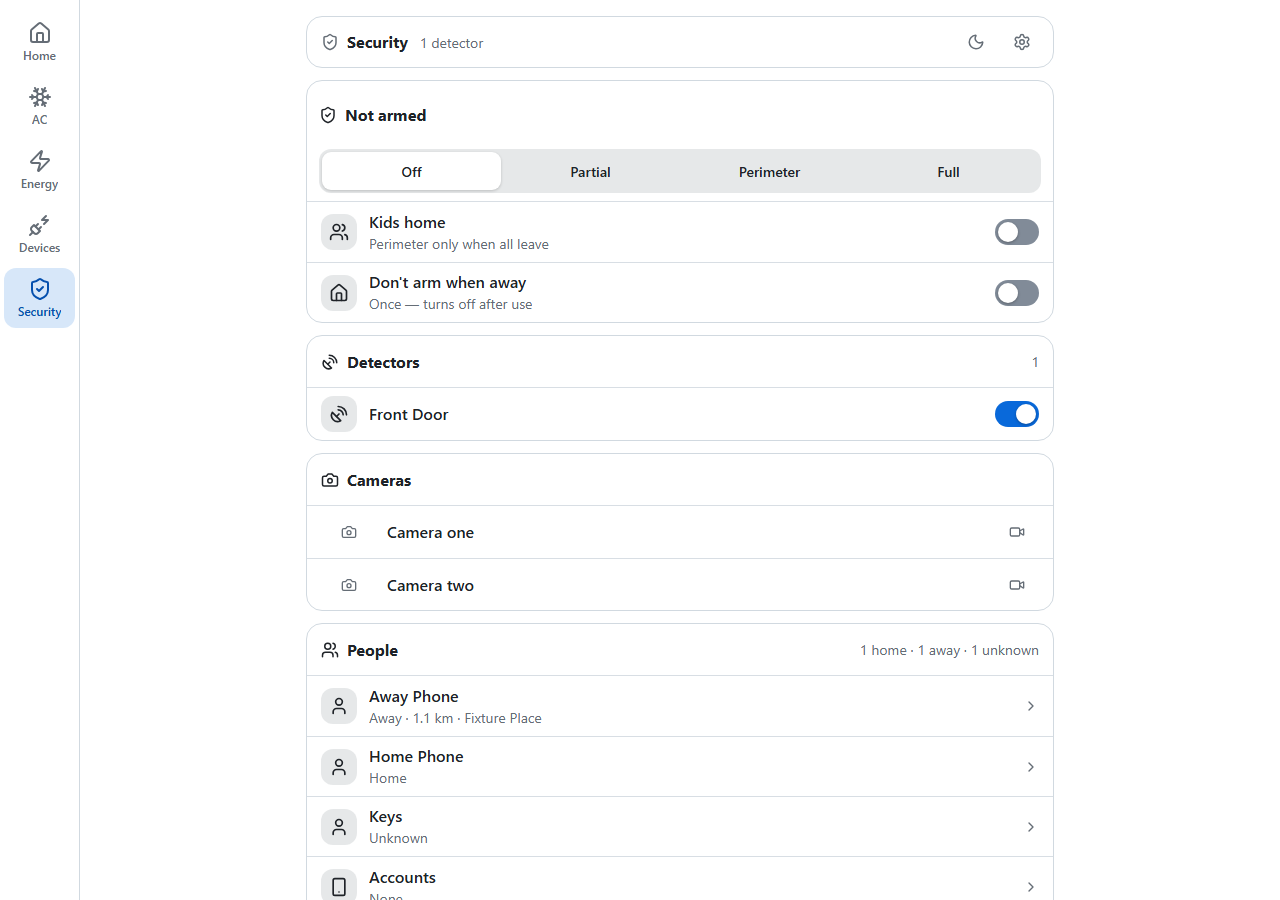 Home
AC
Energy
Devices
Security
Security 1 detector
Not armed
Off Partial Perimeter Full
Kids home
Perimeter only when all leave
Don't arm when away
Once — turns off after use
Detectors 1
Front Door
Cameras
Camera one
Camera two
People 1 home · 1 away · 1 unknown
Away Phone
Away · 1.1 km · Fixture Place
Home Phone
Home
Keys
Unknown
Accounts
None